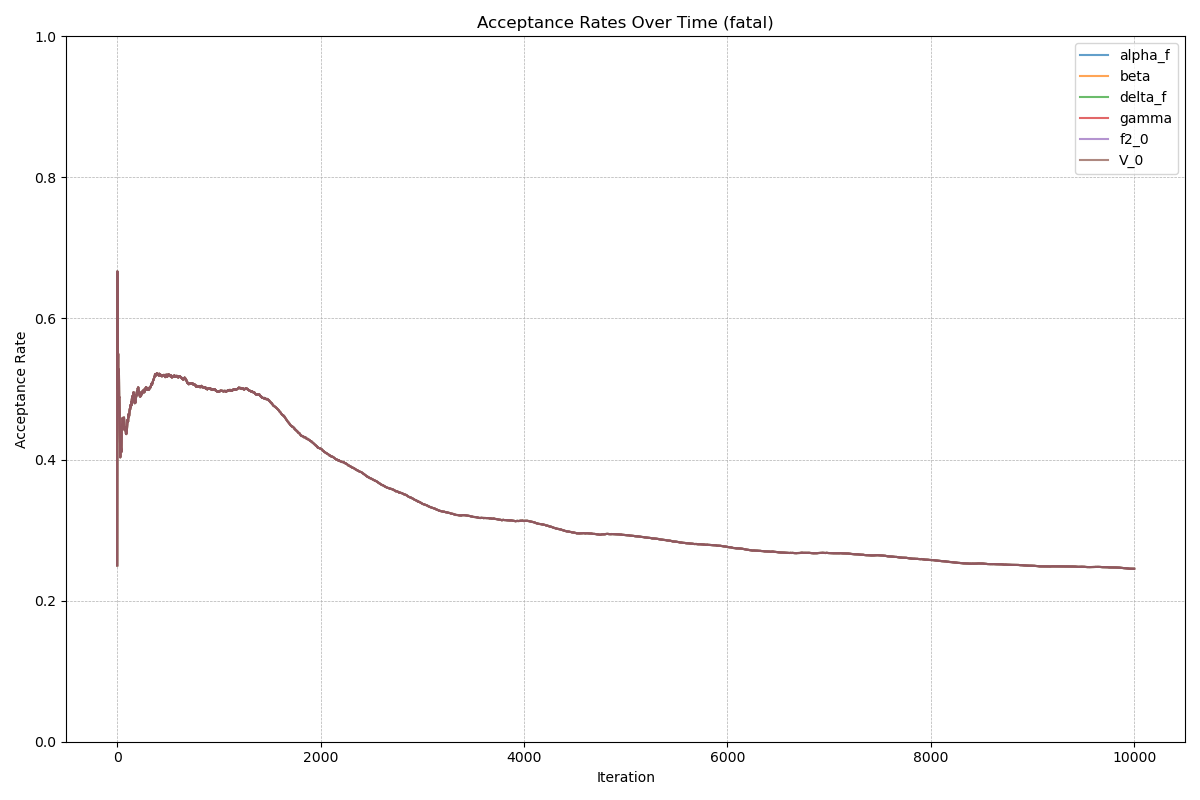 Acceptance Rates Over Time (fatal)
1.0
0.8
0.6
0.4
0.2
0.0
Acceptance Rate
alpha_f
beta
delta_f
gamma
f2_0
V_0
0
2000
4000
6000
8000
10000
Iteration